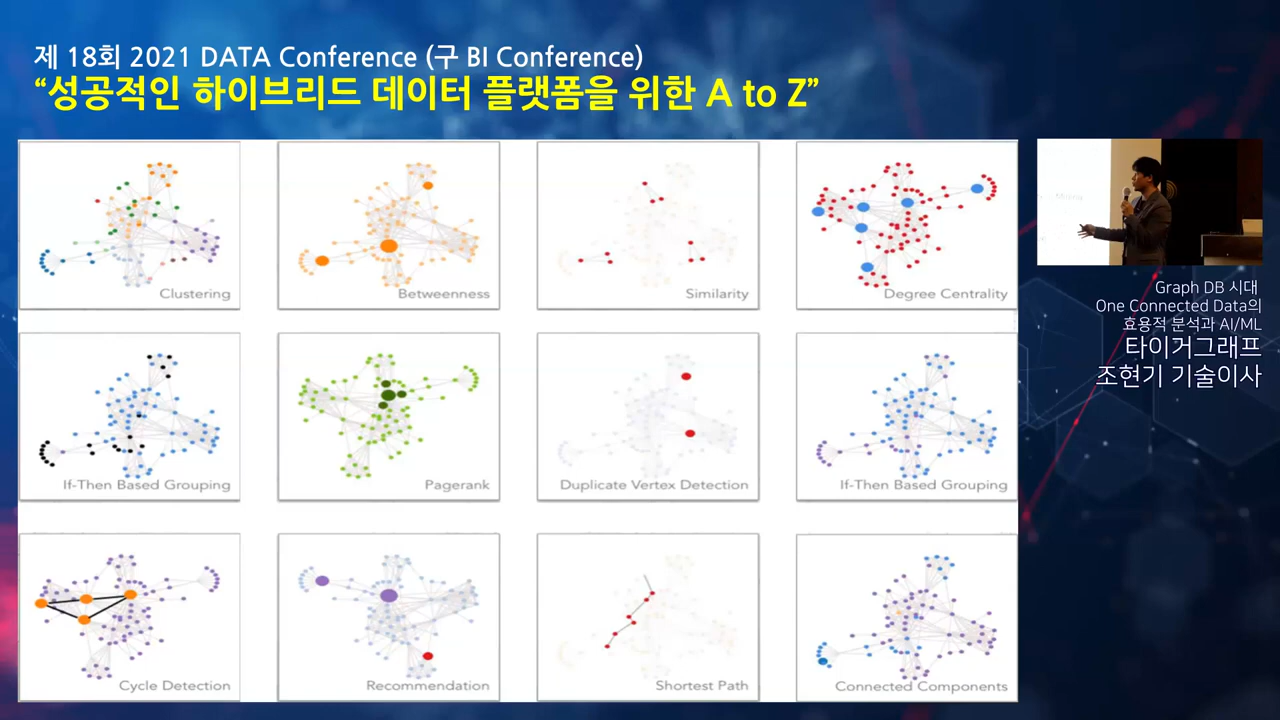 제 18회 2021 DATA Conference (구 BI Conference)
“성공적인 하이브리드 데이터 플랫폼을 위한 A to Z”
Clustering
Betweenness
Similarity
Degree Centrality
If-Then Based Grouping
Pagerank
Duplicate Vertex Detection
If-Then Based Grouping
Cycle Detection
Recommendation
Shortest Path
Connected Components
Graph DB 시대
One Connected Data의
효용적 분석과 AI/ML
타이거그래프
조현기 기술이사